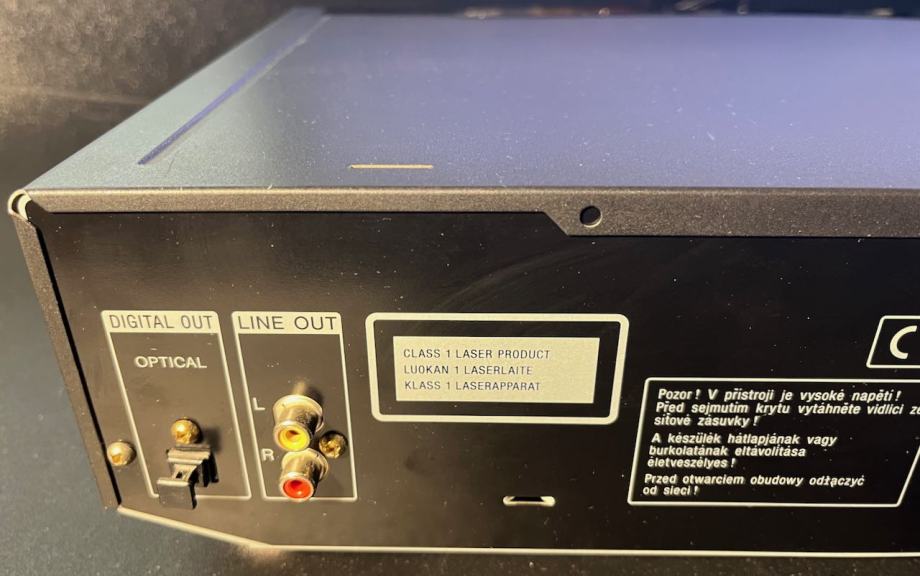 DIGITAL OUT
OPTICAL
LINE OUT
L
R
CLASS 1 LASER PRODUCT
LUOKAN 1 LASERLAITE
KLASS 1 LASERAPPARAT
Pozor! V přístroji je vysoké napětí!
Před sejmutím krytu vytáhněte vidlici
síťové zásuvky!
A készülék hátlapjának vagy
burkolatának eltávolítása
életveszélyes!
Przed otwarciem obudowy odłączyć
od sieci!